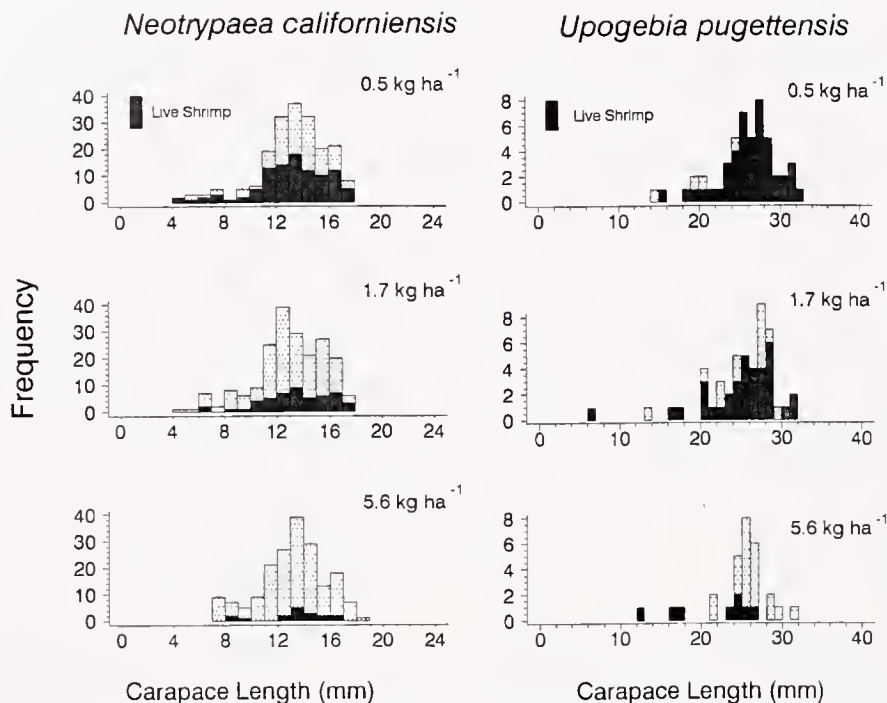 Neotrypaea californiensis
Upogebia pugettensis
0.5 kg ha -1
40
30
20
10
0
Live Shrimp
0 4 8 12 16 20 24
0.5 kg ha -1
8
6
4
2
0
Live Shrimp
0 10 20 30 40
Frequency
1.7 kg ha -1
40
30
20
10
0
0 4 8 12 16 20 24
1.7 kg ha -1
8
6
4
2
0
0 10 20 30 40
5.6 kg ha -1
40
30
20
10
0
0 4 8 12 16 20 24
5.6 kg ha -1
8
6
4
2
0
0 10 20 30 40
Carapace Length (mm)
Carapace Length (mm)